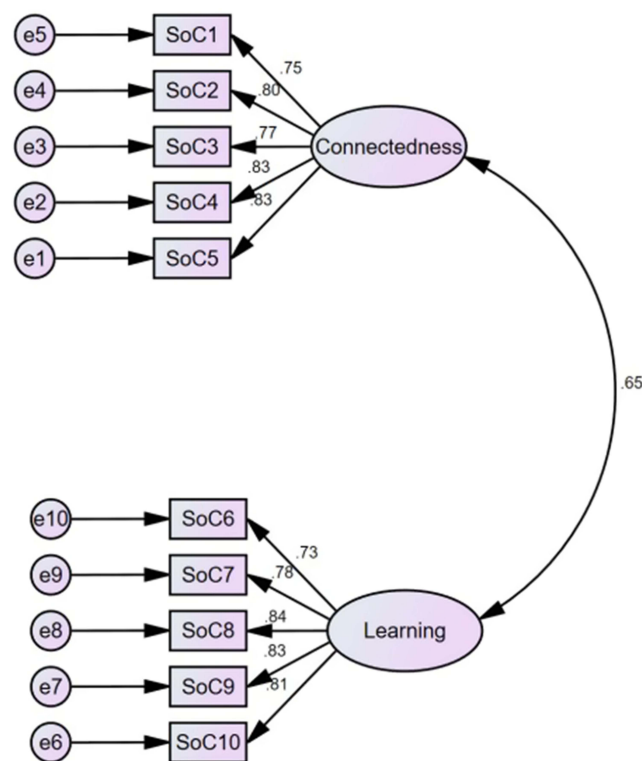 e5 SoC1
.75
e4 SoC2 .80
e3 SoC3 .77 Connectedness
.83
e2 SoC4 .83
e1 SoC5
.65
e10 SoC6
.73
e9 SoC7 .78
e8 SoC8 .84 Learning
.83
e7 SoC9 .81
e6 SoC10